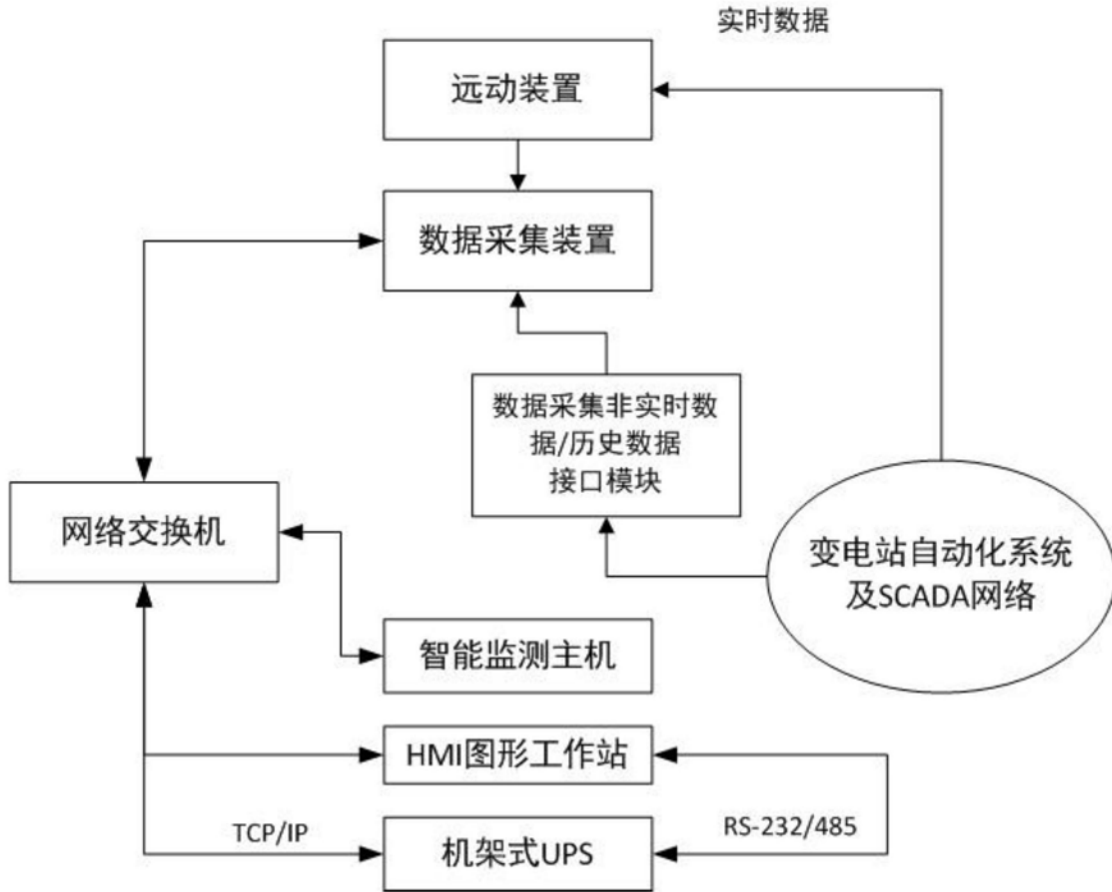 实时数据
远动装置
数据采集装置
数据采集非实时数
据/历史数据
接口模块
网络交换机
变电站自动化系统
及SCADA网络
智能监测主机
HMI图形工作站
TCP/IP
RS-232/485
机架式UPS